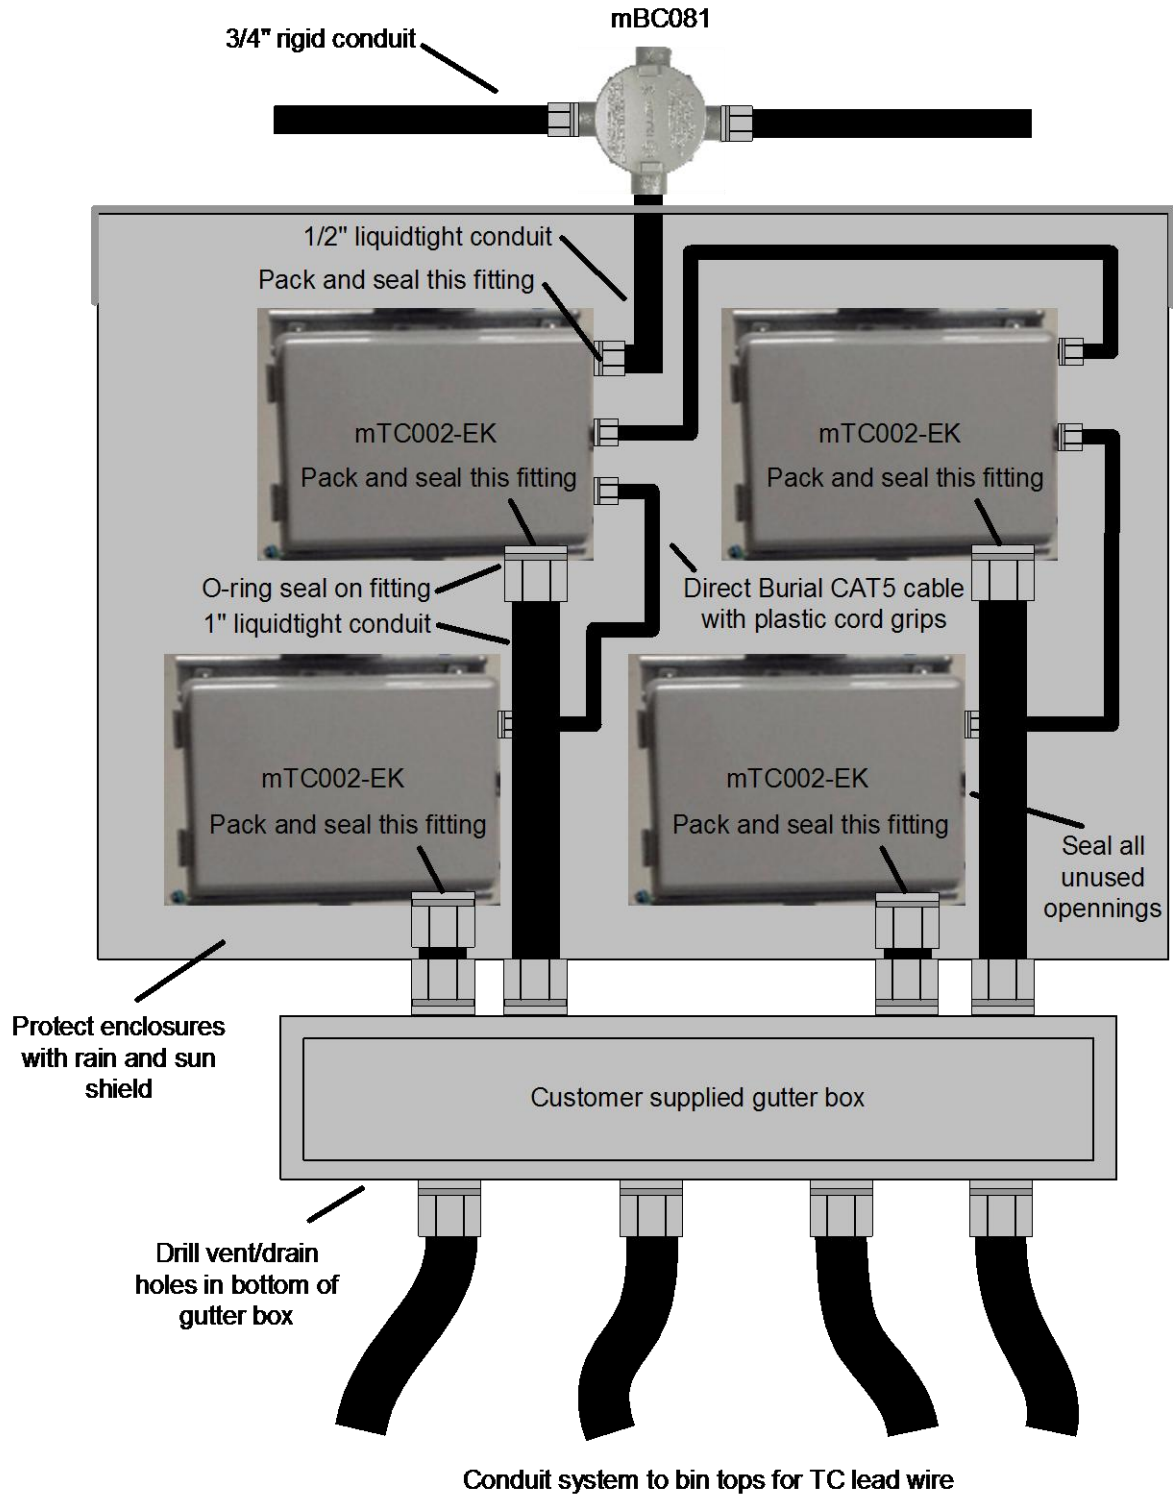 mBC081
3/4" rigid conduit
1/2" liquidtight conduit
Pack and seal this fitting
mTC002-EK
Pack and seal this fitting
mTC002-EK
Pack and seal this fitting
O-ring seal on fitting
1" liquidtight conduit
Direct Burial CAT5 cable
with plastic cord grips
mTC002-EK
Pack and seal this fitting
mTC002-EK
Pack and seal this fitting
Seal all
unused
opennings
Protect enclosures
with rain and sun
shield
Customer supplied gutter box
Drill vent/drain
holes in bottom of
gutter box
Conduit system to bin tops for TC lead wire